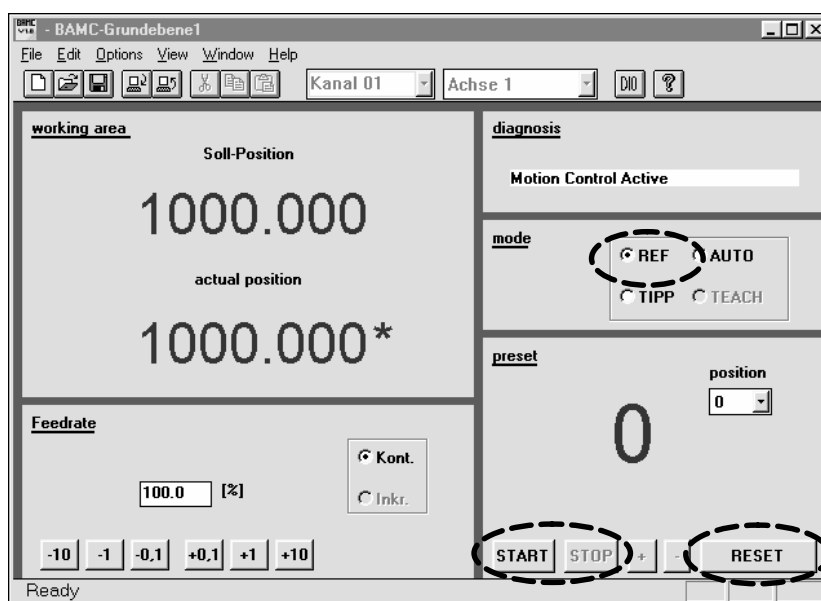 - BAMC-Grundebene1
File Edit Options View Window Help
Kanal 01 Achse 1 DIO ?
working area
Soll-Position
1000.000
actual position
1000.000*
diagnosis
Motion Control Active
mode
REF AUTO
TIPP TEACH
preset
position
0
0
Feedrate
Kont.
100.0 [%]
Inkr.
-10 -1 -0,1 +0,1 +1 +10
START STOP + - RESET
Ready